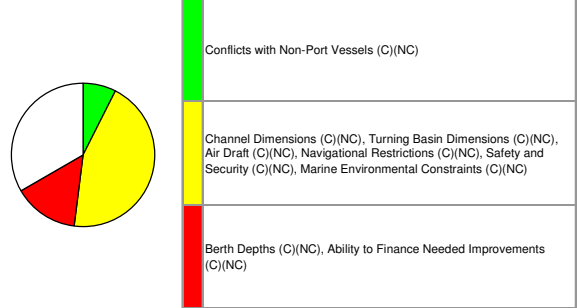 Conflicts with Non-Port Vessels (C)(NC)
Channel Dimensions (C)(NC), Turning Basin Dimensions (C)(NC),
Air Draft (C)(NC), Navigational Restrictions (C)(NC), Safety and
Security (C)(NC), Marine Environmental Constraints (C)(NC)
Berth Depths (C)(NC), Ability to Finance Needed Improvements
(C)(NC)